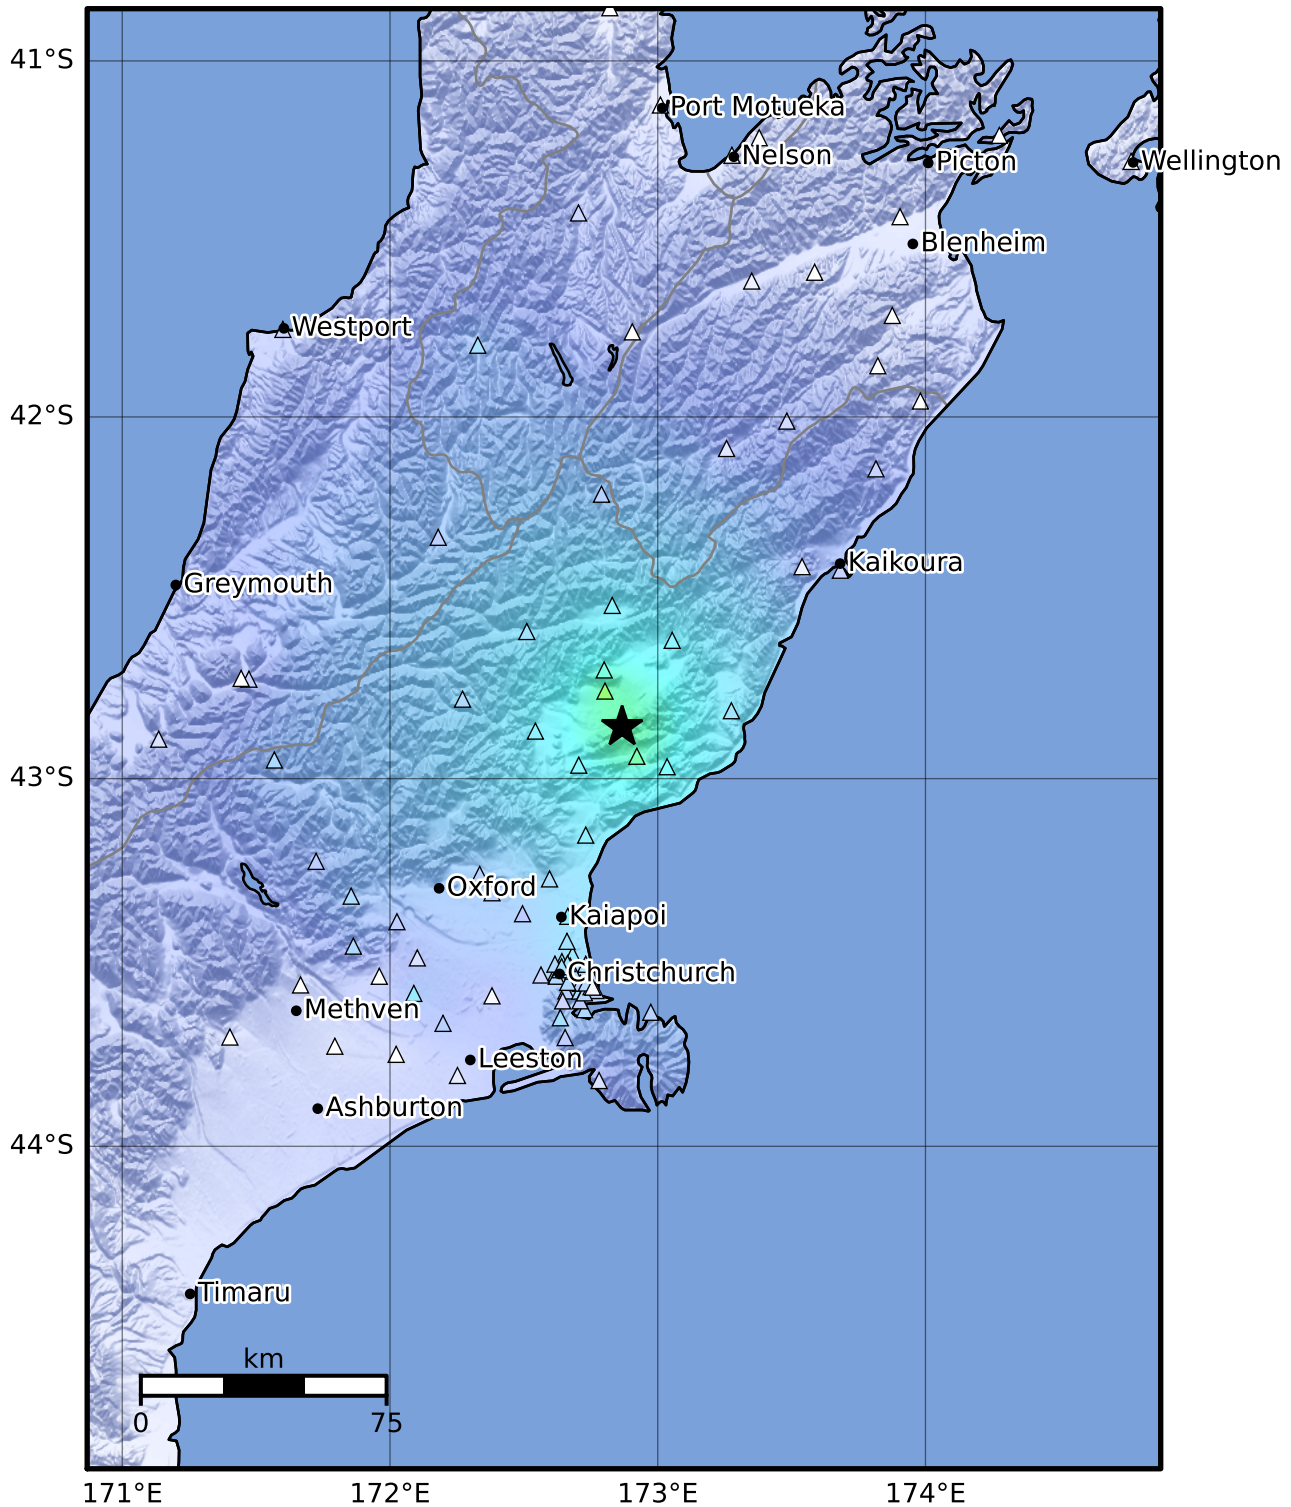 41°S
Port Motueka
Nelson
Picton
Wellington
Blenheim
Westport
42°S
Kaikoura
Greymouth
43°S
Oxford
Kaiapoi
Christchurch
Methven
Leeston
Ashburton
44°S
Timaru
km
0 75
171°E 172°E 173°E 174°E